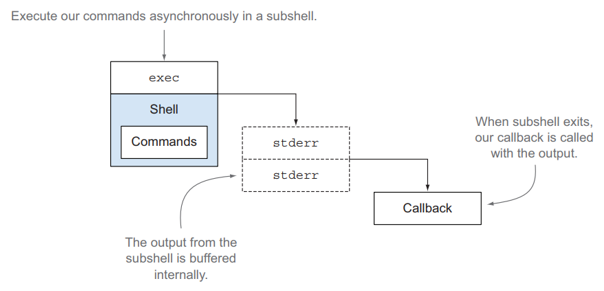 Execute our commands asynchronously in a subshell.
exec
Shell
Commands
stderr
stderr
When subshell exits,
our callback is called
with the output.
Callback
The output from the
subshell is buffered
internally.